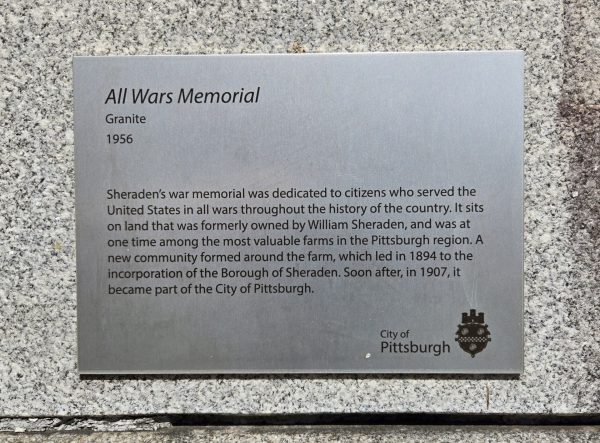 All Wars Memorial
Granite
1956
Sheraden's war memorial was dedicated to citizens who served the
United States in all wars throughout the history of the country. It sits
on land that was formerly owned by William Sheraden, and was at
one time among the most valuable farms in the Pittsburgh region. A
new community formed around the farm, which led in 1894 to the
incorporation of the Borough of Sheraden. Soon after, in 1907, it
became part of the City of Pittsburgh.
City of
Pittsburgh